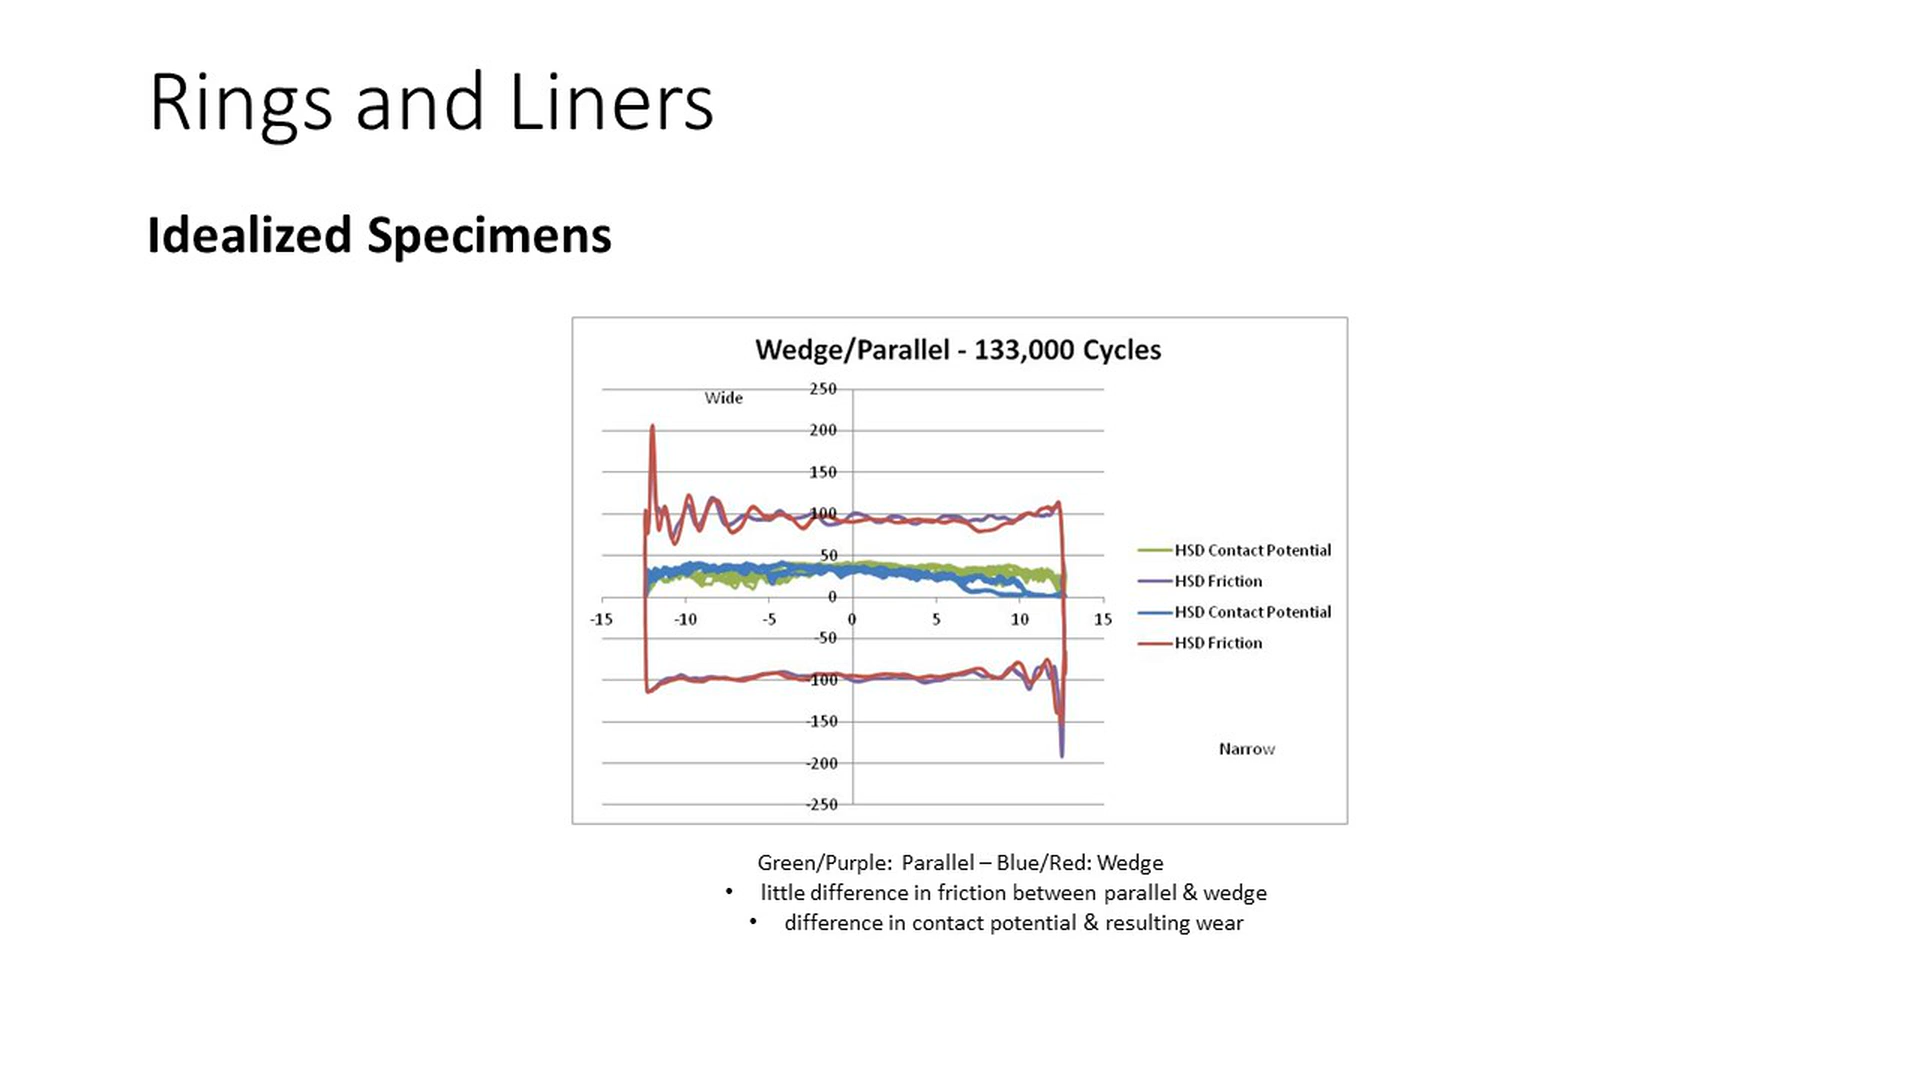 Rings and Liners
Idealized Specimens
Wedge/Parallel - 133,000 Cycles
Wide
250
200
150
100
50
0
-50
-100
-150
-200
-250
-15 -10 -5 0 5 10 15
HSD Contact Potential
HSD Friction
HSD Contact Potential
HSD Friction
Narrow
Green/Purple: Parallel – Blue/Red: Wedge
• little difference in friction between parallel & wedge
• difference in contact potential & resulting wear